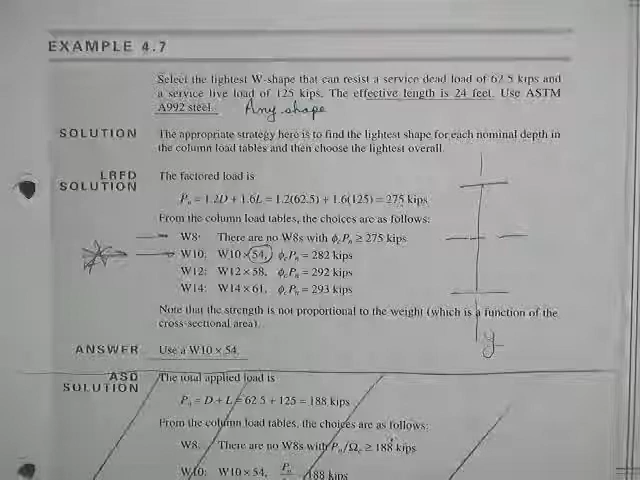 EXAMPLE 4.7
Select the lightest W-shape that can resist a service dead load of 62.5 kips and
a service live load of 125 kips. The effective length is 24 feet. Use ASTM
A992 steel. Any shape
SOLUTION The appropriate strategy here is to find the lightest shape for each nominal depth in
the column load tables and then choose the lightest overall.
LRFD SOLUTION The factored load is
Pᵤ = 1.2D + 1.6L = 1.2(62.5) + 1.6(125) = 275 kips
From the column load tables, the choices are as follows:
W8: There are no W8s with ϕcPn ≥ 275 kips
W10: W10 × 54, ϕcPn = 282 kips
W12: W12 × 58, ϕcPn = 292 kips
W14: W14 × 61, ϕcPn = 293 kips
Note that the strength is not proportional to the weight (which is a function of the
cross-sectional area).
y
ANSWER Use a W10 × 54.
ASD SOLUTION The total applied load is
Pa = D + L = 62.5 + 125 = 188 kips
From the column load tables, the choices are as follows:
W8: There are no W8s with Pn/Ωc ≥ 188 kips
W10: W10 × 54, Pn 188 kips